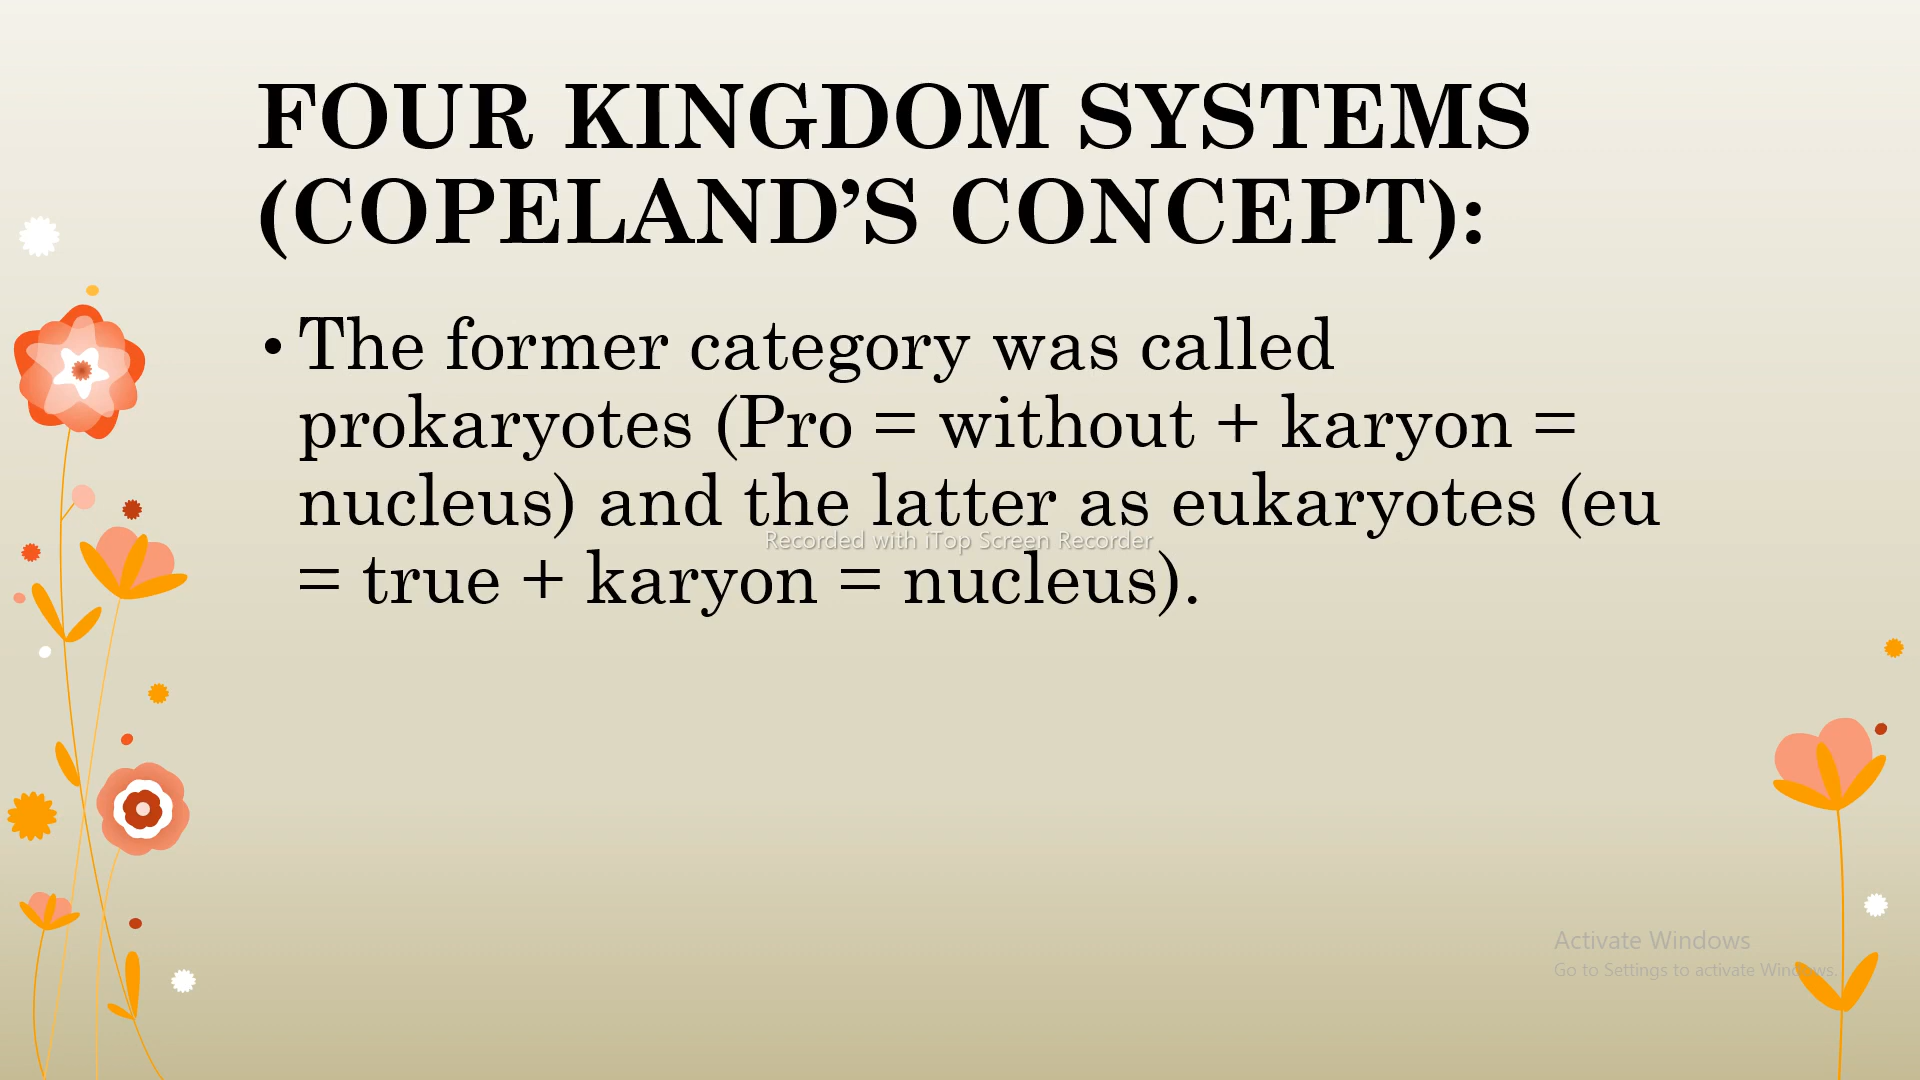 FOUR KINGDOM SYSTEMS
(COPELAND’S CONCEPT):
• The former category was called
prokaryotes (Pro = without + karyon =
nucleus) and the latter as eukaryotes (eu
= true + karyon = nucleus).
Recorded with iTop Screen Recorder
Activate Windows
Go to Settings to activate Windows.